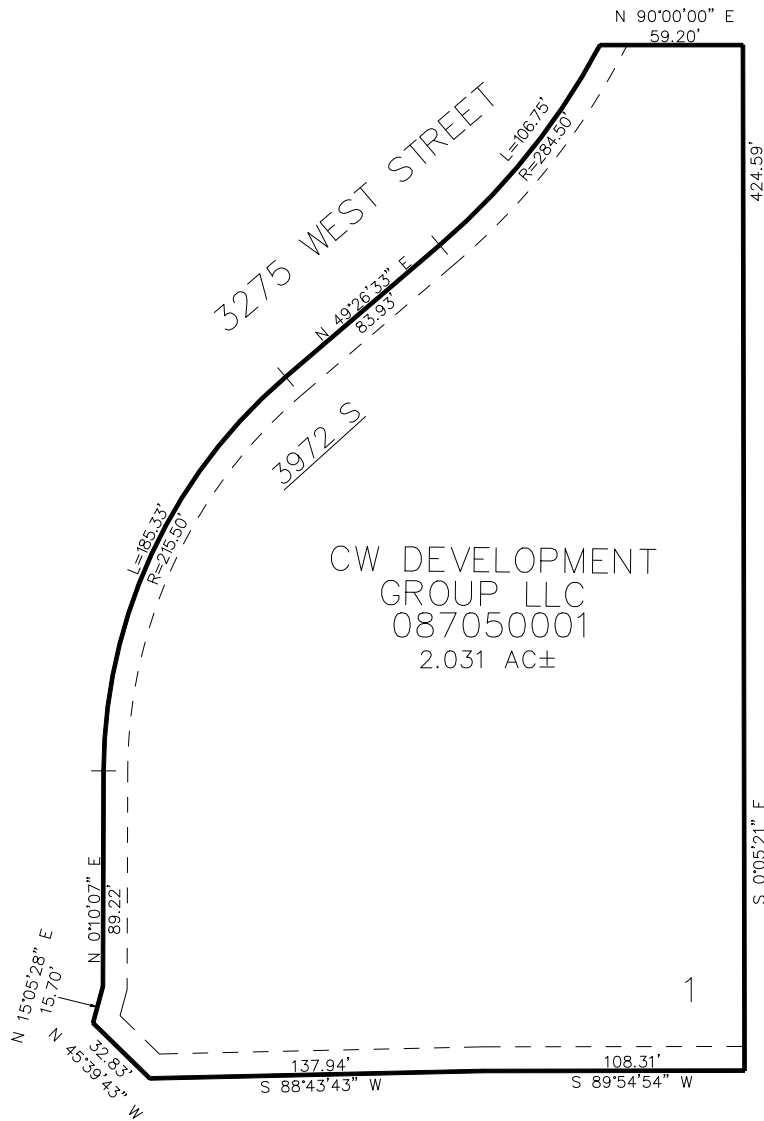 N 90°00'00" E
59.20'
L=106.75'
R=284.50'
424.59'
3275 WEST STREET
N 49°26'33" E
83.93'
3972 S
L=185.33'
R=215.50'
CW DEVELOPMENT
GROUP LLC
087050001
2.031 AC±
S 0°05'21" E
N 0°10'07" E
89.22'
N 15°05'28" E
15.70'
1
32.83'
N 45°39'43" W
137.94'
S 88°43'43" W
108.31'
S 89°54'54" W